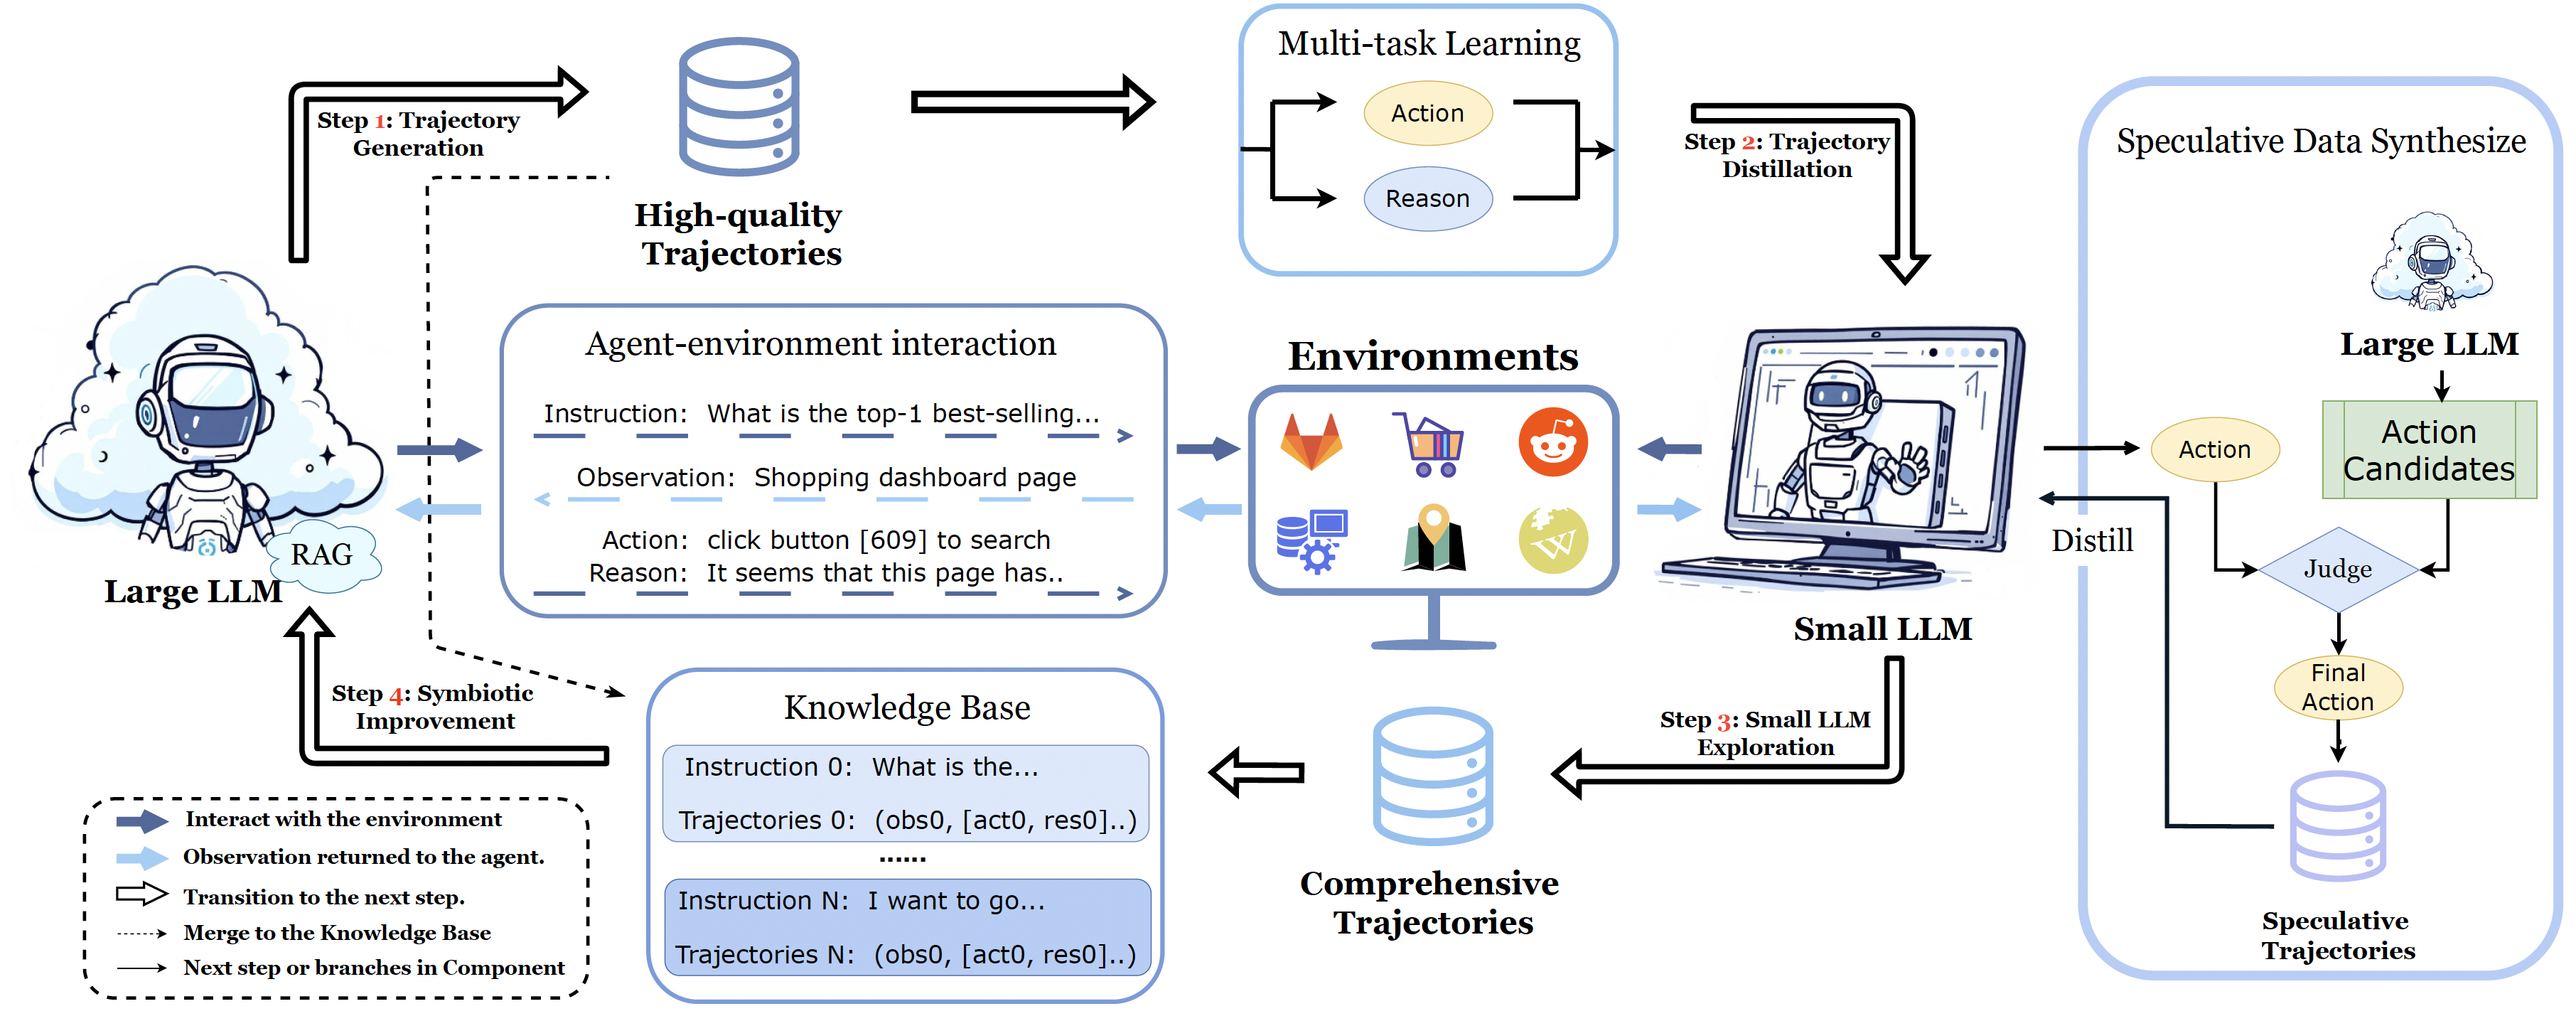 Step 1: Trajectory
Generation
High-quality
Trajectories
Multi-task Learning
Action
Reason
Step 2: Trajectory
Distillation
Speculative Data Synthesize
Large LLM
Action
Candidates
Action
Judge
Final
Action
Speculative
Trajectories
Distill
Agent-environment interaction
Instruction: What is the top-1 best-selling...
Observation: Shopping dashboard page
Action: click button [609] to search
Reason: It seems that this page has..
Environments
W
RAG
Large LLM
Small LLM
Step 3: Small LLM
Exploration
Comprehensive
Trajectories
Knowledge Base
Instruction 0: What is the...
Trajectories 0: (obs0, [act0, res0]..)
......
Instruction N: I want to go...
Trajectories N: (obs0, [act0, res0]..)
Step 4: Symbiotic
Improvement
Interact with the environment
Observation returned to the agent.
Transition to the next step.
Merge to the Knowledge Base
Next step or branches in Component